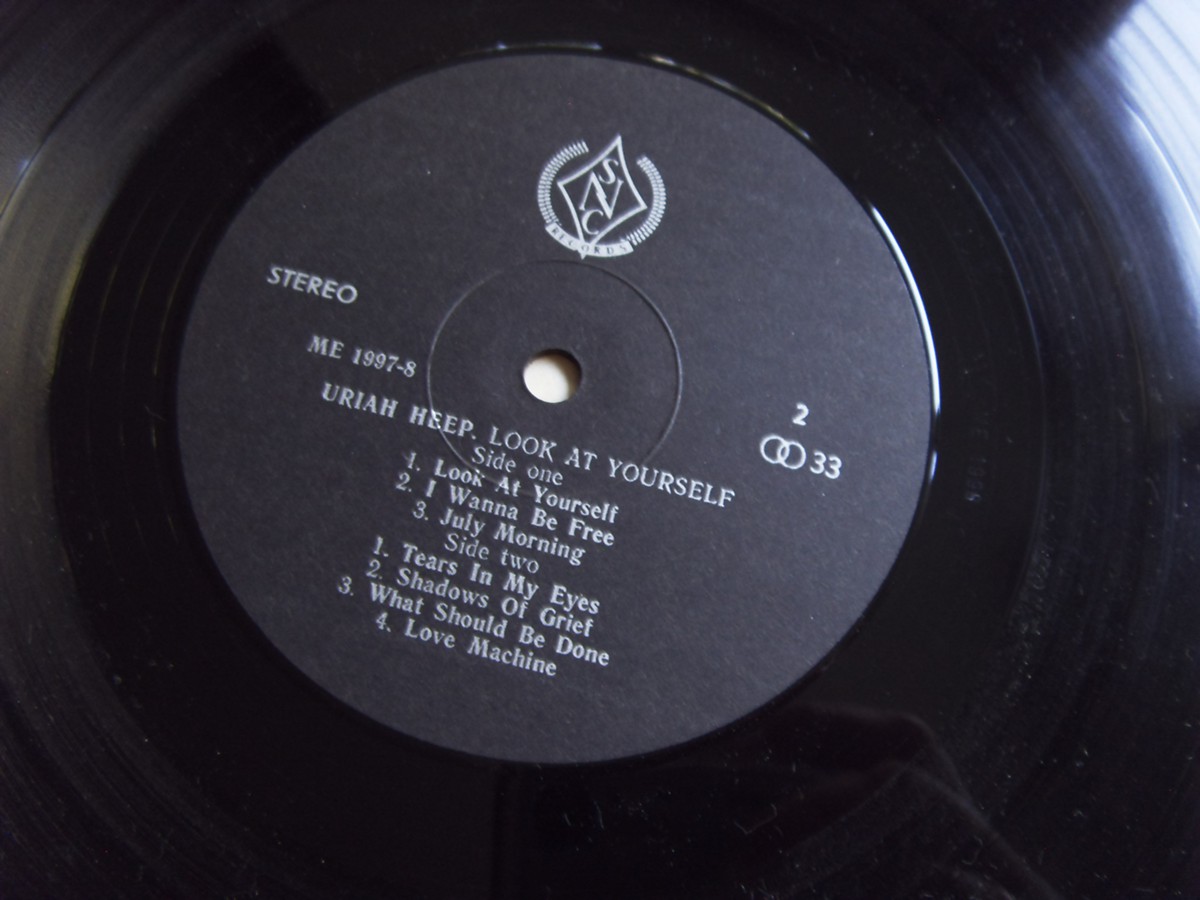 SNC
RECORDS
STEREO
ME 1997-8
2
33
URIAH HEEP. LOOK AT YOURSELF
Side one
1. Look At Yourself
2. I Wanna Be Free
3. July Morning
Side two
1. Tears In My Eyes
2. Shadows Of Grief
3. What Should Be Done
4. Love Machine